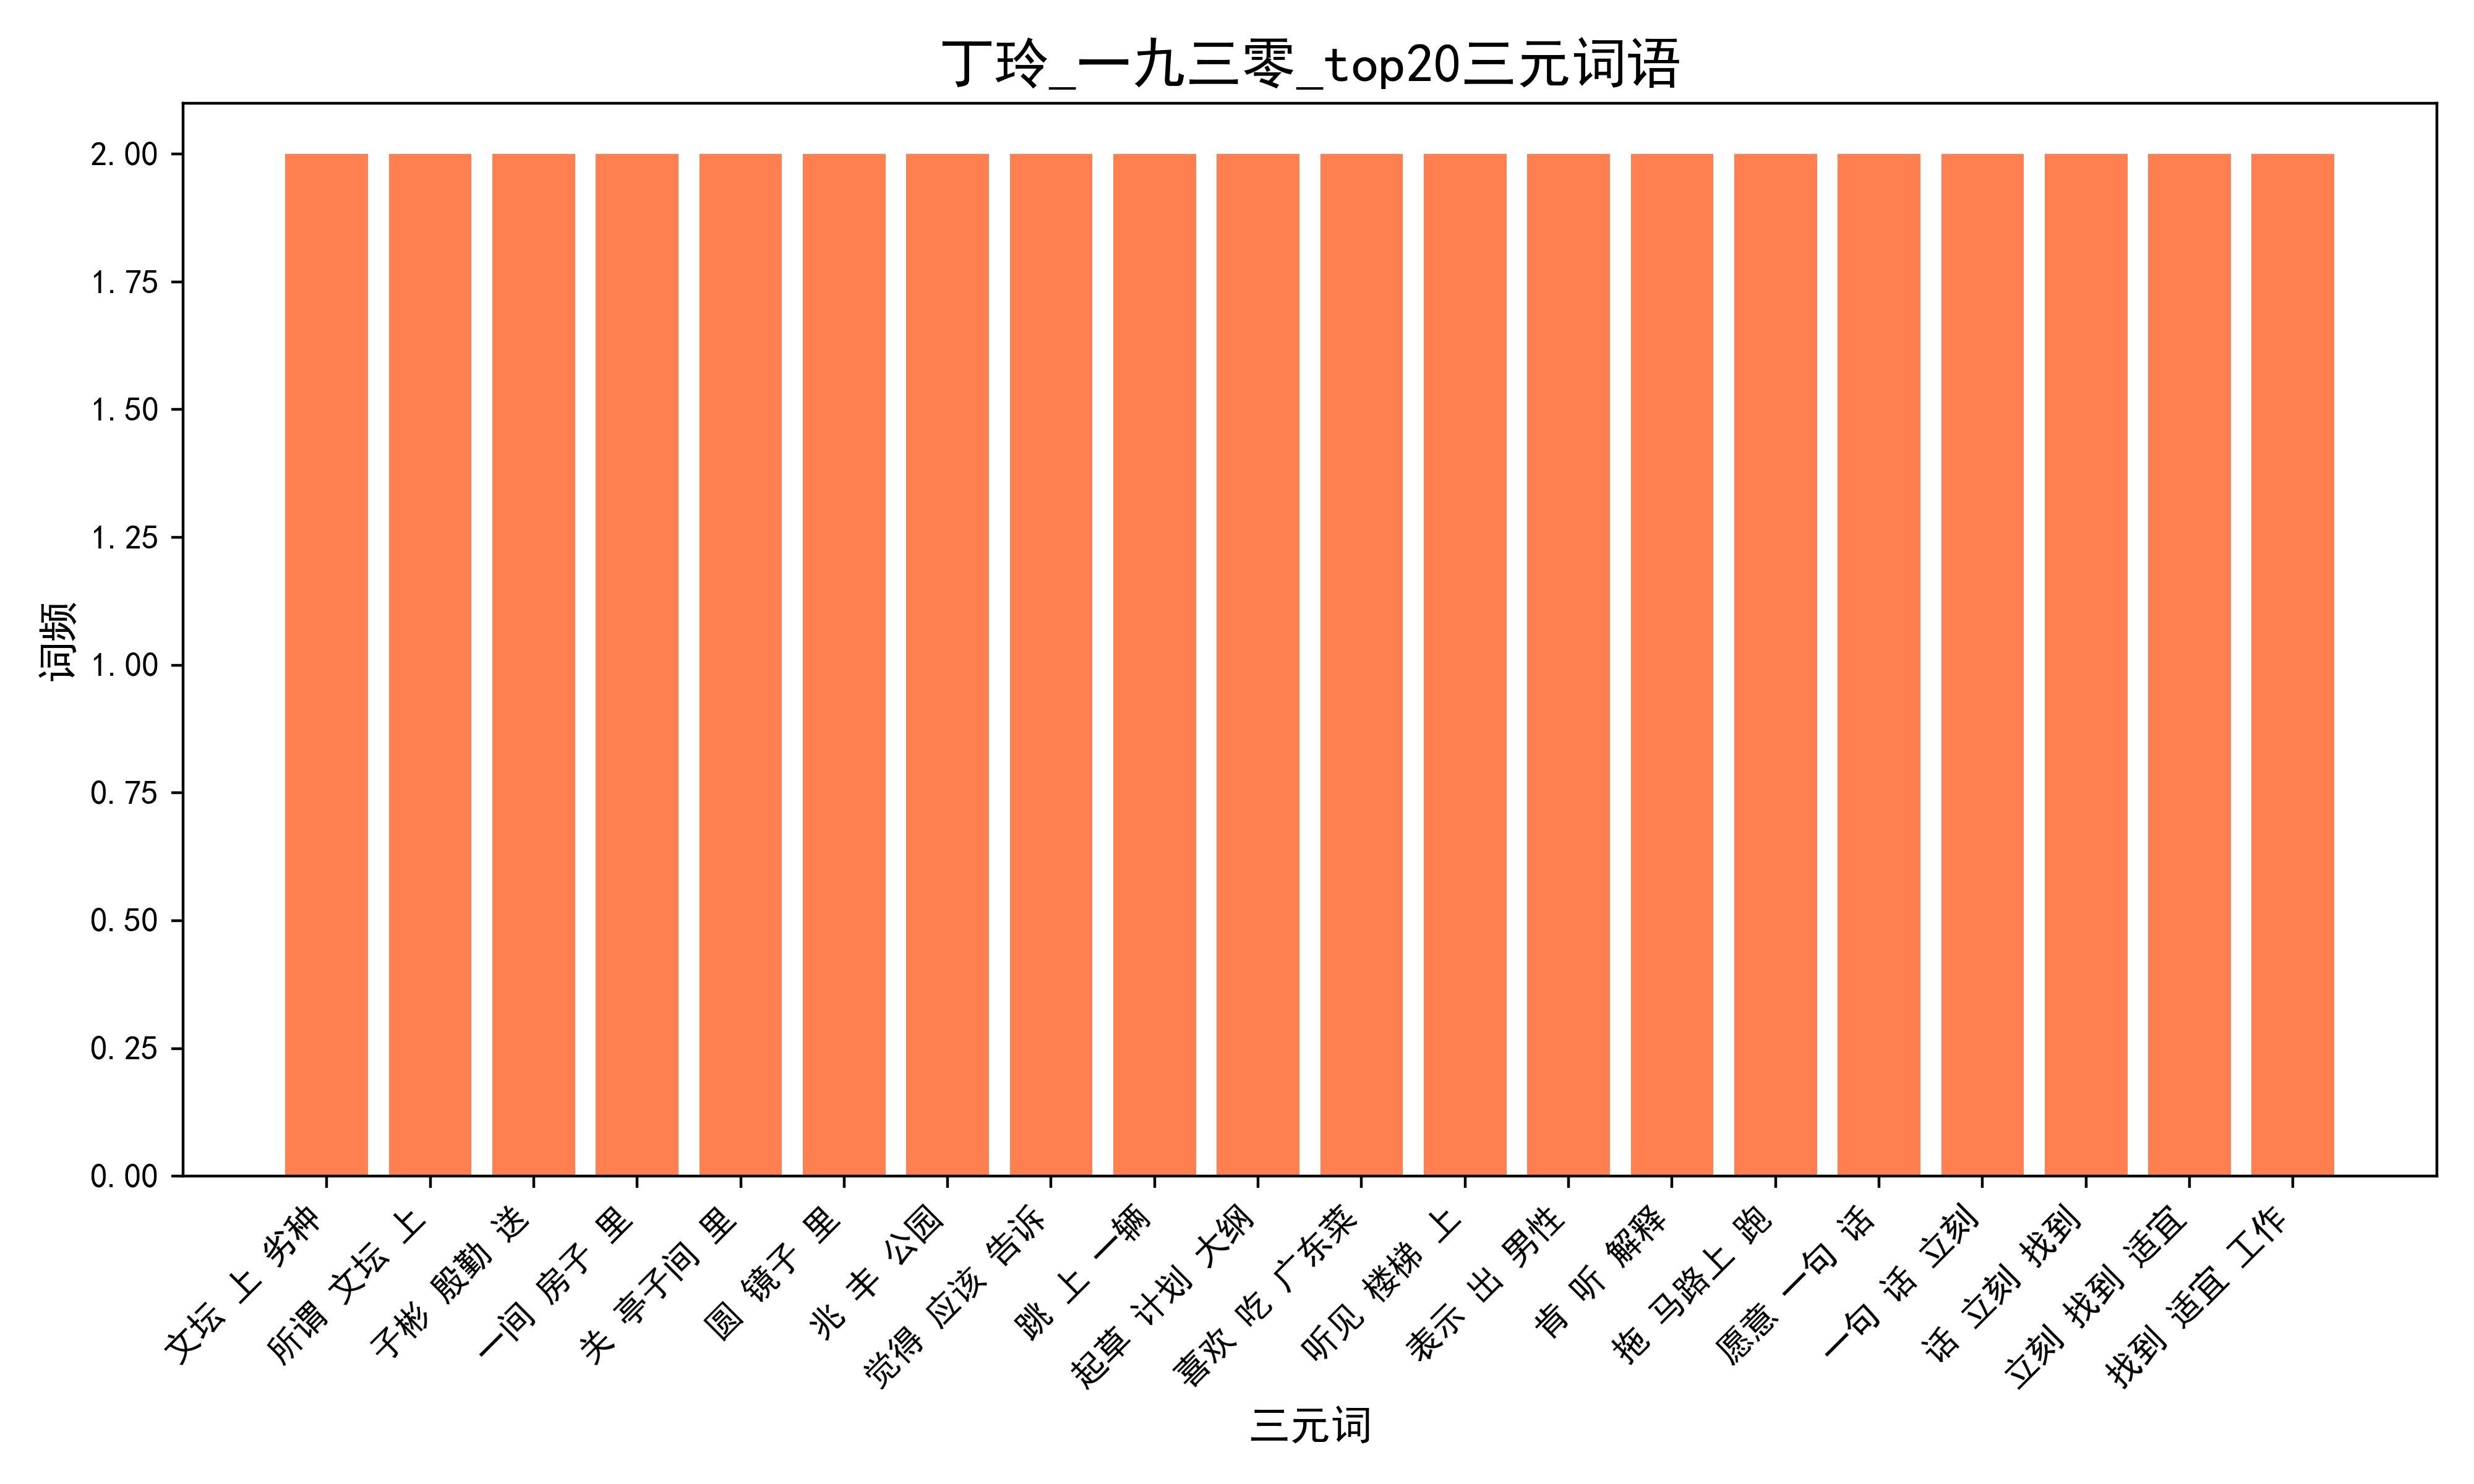 丁玲_一九三零_top20三元词语
词频
2.00
1.75
1.50
1.25
1.00
0.75
0.50
0.25
0.00
文坛 上 劣种
所谓 文坛 上
子彬 殷勤 送
一间 房子 里
关 亭子间 里
圆 镜子 里
兆 丰 公园
觉得 应该 告诉
跳 上 一辆
起草 计划 大纲
喜欢 吃 广东菜
听见 楼梯 上
表示 出 男性
肯 听 解释
拖 马路上 跑
愿意 一句 话
一句 话 立刻
话 立刻 找到
立刻 找到 适宜
找到 适宜 工作
三元词